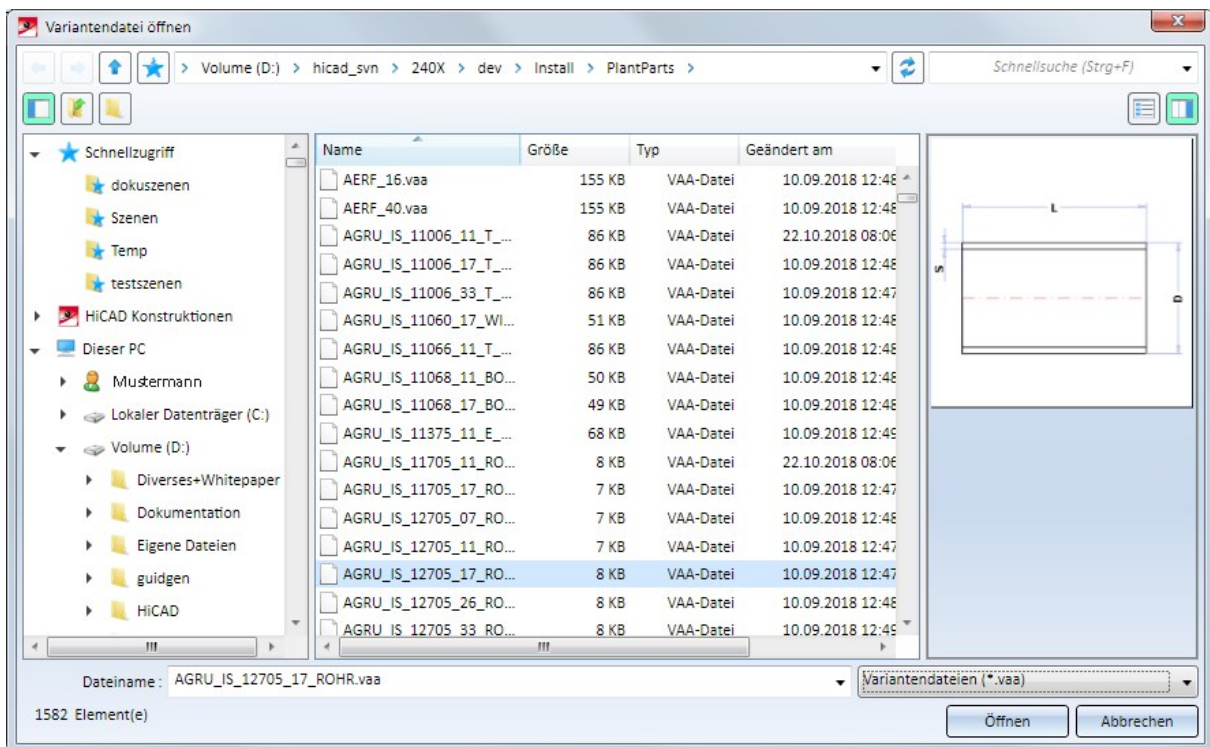 Variantendatei öffnen
> Volume (D:) > hicad_svn > 240X > dev > Install > PlantParts >
Schnellsuche (Strg+F)
Schnellzugriff
dokuszenen
Szenen
Temp
testszenen
HiCAD Konstruktionen
Dieser PC
Mustermann
Lokaler Datenträger (C:)
Volume (D:)
Diverses+Whitepaper
Dokumentation
Eigene Dateien
guidgen
HiCAD
Name Größe Typ Geändert am
AERF_16.vaa 155 KB VAA-Datei 10.09.2018 12:48
AERF_40.vaa 155 KB VAA-Datei 10.09.2018 12:48
AGRU_IS_11006_11_T_... 86 KB VAA-Datei 22.10.2018 08:06
AGRU_IS_11006_17_T_... 86 KB VAA-Datei 10.09.2018 12:48
AGRU_IS_11006_33_T_... 86 KB VAA-Datei 10.09.2018 12:47
AGRU_IS_11060_17_WI... 51 KB VAA-Datei 10.09.2018 12:48
AGRU_IS_11066_11_T_... 86 KB VAA-Datei 10.09.2018 12:48
AGRU_IS_11068_11_BO... 50 KB VAA-Datei 10.09.2018 12:48
AGRU_IS_11068_17_BO... 49 KB VAA-Datei 10.09.2018 12:48
AGRU_IS_11375_11_E_... 68 KB VAA-Datei 10.09.2018 12:49
AGRU_IS_11705_11_RO... 8 KB VAA-Datei 22.10.2018 08:06
AGRU_IS_11705_17_RO... 7 KB VAA-Datei 10.09.2018 12:47
AGRU_IS_12705_07_RO... 7 KB VAA-Datei 10.09.2018 12:48
AGRU_IS_12705_11_RO... 7 KB VAA-Datei 10.09.2018 12:47
AGRU_IS_12705_17_RO... 8 KB VAA-Datei 10.09.2018 12:47
AGRU_IS_12705_26_RO... 8 KB VAA-Datei 10.09.2018 12:48
AGRU_IS_12705_33_RO... 8 KB VAA-Datei 10.09.2018 12:49
L
S
D
Dateiname : AGRU_IS_12705_17_ROHR.vaa
Variantendateien (*.vaa)
1582 Element(e)
Öffnen Abbrechen